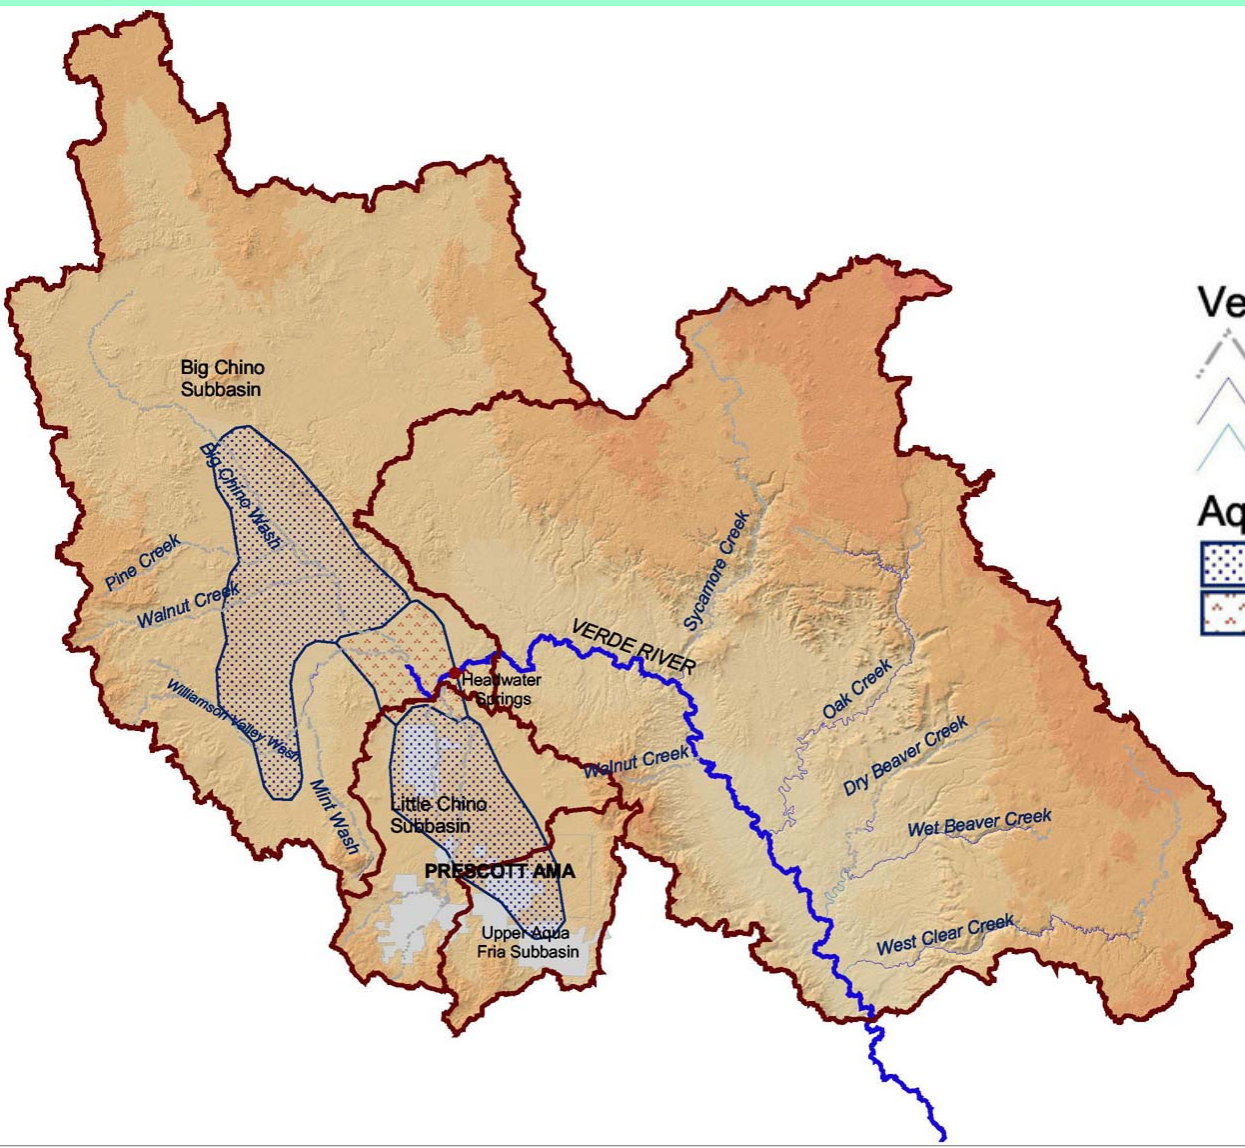 Big Chino
Subbasin
Ve
Big Chino Wash
Aq
Pine Creek
Walnut Creek
Sycamore Creek
VERDE RIVER
Williamson Valley Wash
Headwater
Springs
Oak Creek
Walnut Creek
Dry Beaver Creek
Mint Wash
Little Chino
Subbasin
Wet Beaver Creek
PRESCOTT AMA
Upper Aqua
Fria Subbasin
West Clear Creek